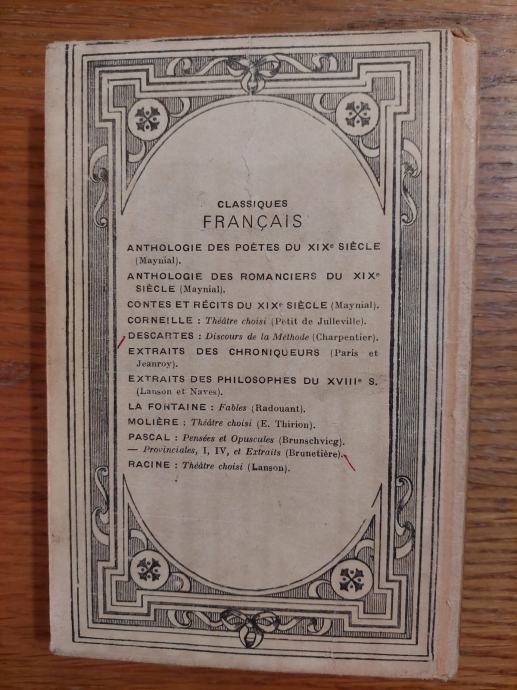 CLASSIQUES
FRANÇAIS
ANTHOLOGIE DES POÈTES DU XIXe SIÈCLE
(Maynial).
ANTHOLOGIE DES ROMANCIERS DU XIXe
SIÈCLE (Maynial).
CONTES ET RÉCITS DU XIXe SIÈCLE (Maynial).
CORNEILLE : Théâtre choisi (Petit de Julleville).
DESCARTES : Discours de la Méthode (Charpentier).
EXTRAITS DES CHRONIQUEURS (Paris et
Jeanroy).
EXTRAITS DES PHILOSOPHES DU XVIIIe S.
(Lanson et Naves).
LA FONTAINE : Fables (Radouant).
MOLIÈRE : Théâtre choisi (E. Thirion).
PASCAL : Pensées et Opuscules (Brunschvicg).
— Provinciales, I, IV, et Extraits (Brunetière).
RACINE : Théâtre choisi (Lanson).